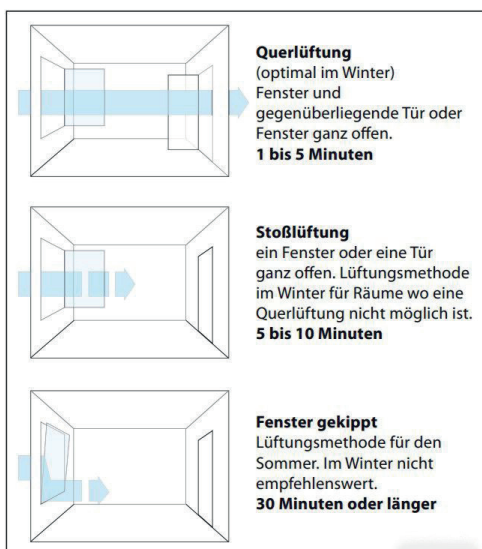 Querlüftung
(optimal im Winter)
Fenster und
gegenüberliegende Tür oder
Fenster ganz offen.
1 bis 5 Minuten
Stoßlüftung
ein Fenster oder eine Tür
ganz offen. Lüftungsmethode
im Winter für Räume wo eine
Querlüftung nicht möglich ist.
5 bis 10 Minuten
Fenster gekippt
Lüftungsmethode für den
Sommer. Im Winter nicht
empfehlenswert.
30 Minuten oder länger